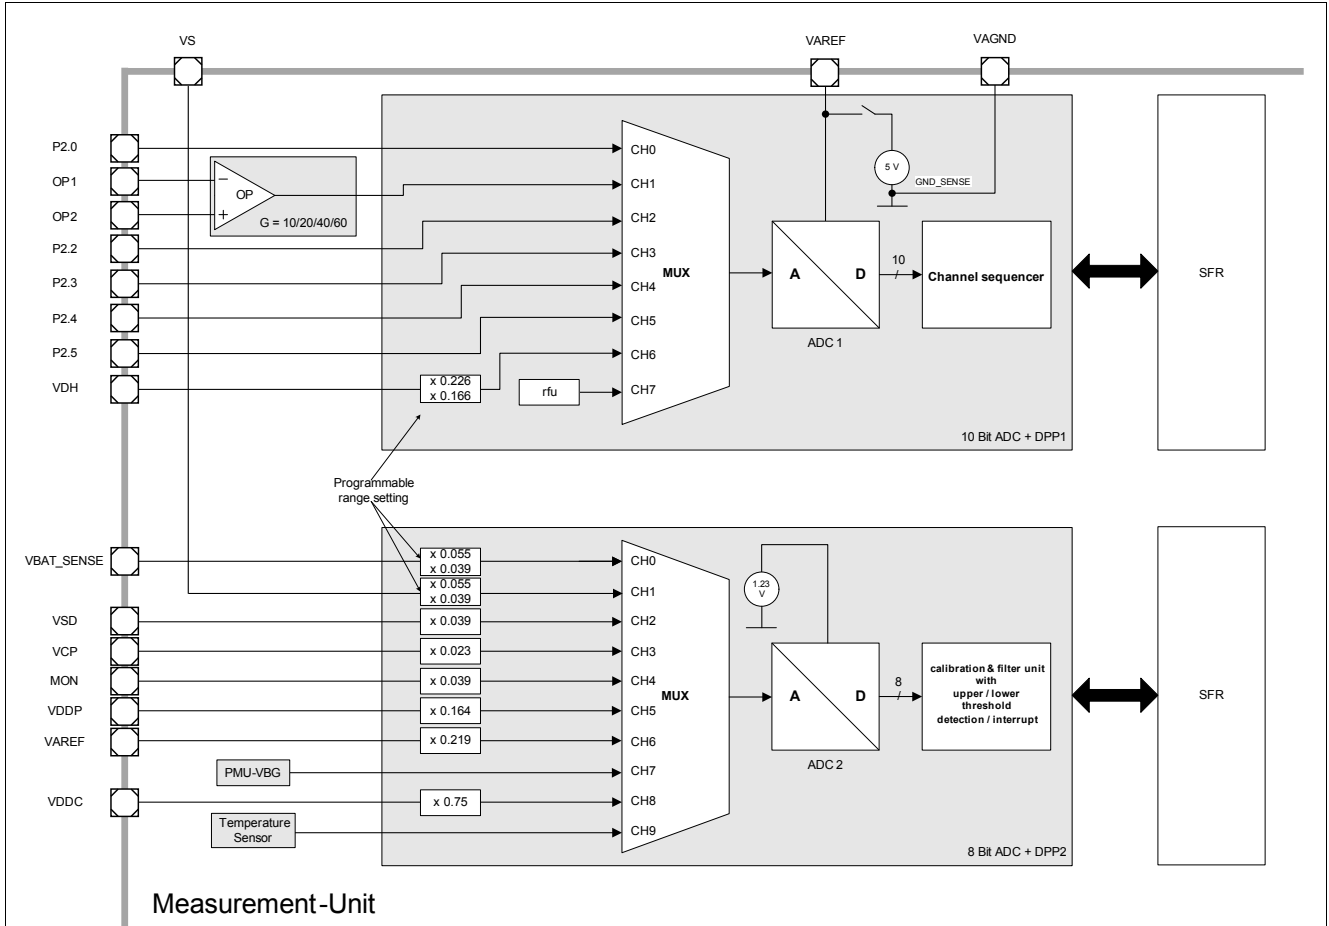 VS
VAREF
VAGND
P2.0
OP1
OP2
P2.2
P2.3
P2.4
P2.5
VDH
−
OP
+
G = 10/20/40/60
x 0.226
x 0.166
rfu
CH0
CH1
CH2
CH3
CH4
CH5
CH6
CH7
MUX
5 V
GND_SENSE
A
D
ADC 1
10
Channel sequencer
SFR
10 Bit ADC + DPP1
Programmable
range setting
VBAT_SENSE
VSD
VCP
MON
VDDP
VAREF
VDDC
PMU-VBG
Temperature
Sensor
x 0.055
x 0.039
x 0.055
x 0.039
x 0.039
x 0.023
x 0.039
x 0.164
x 0.219
x 0.75
CH0
CH1
CH2
CH3
CH4
CH5
CH6
CH7
CH8
CH9
MUX
1.23
V
A
D
ADC 2
8
calibration & filter unit
with
upper / lower
threshold
detection / interrupt
SFR
8 Bit ADC + DPP2
Measurement-Unit